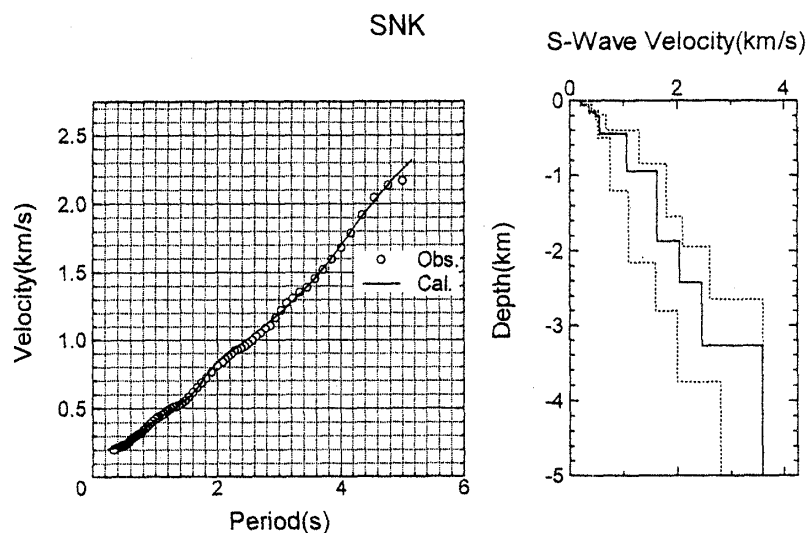 SNK
Velocity(km/s)
2.5
2.0
1.5
1.0
0.5
0
0 2 4 6
Period(s)
Obs.
Cal.
S-Wave Velocity(km/s)
0 2 4
0
-1
-2
-3
-4
-5
Depth(km)